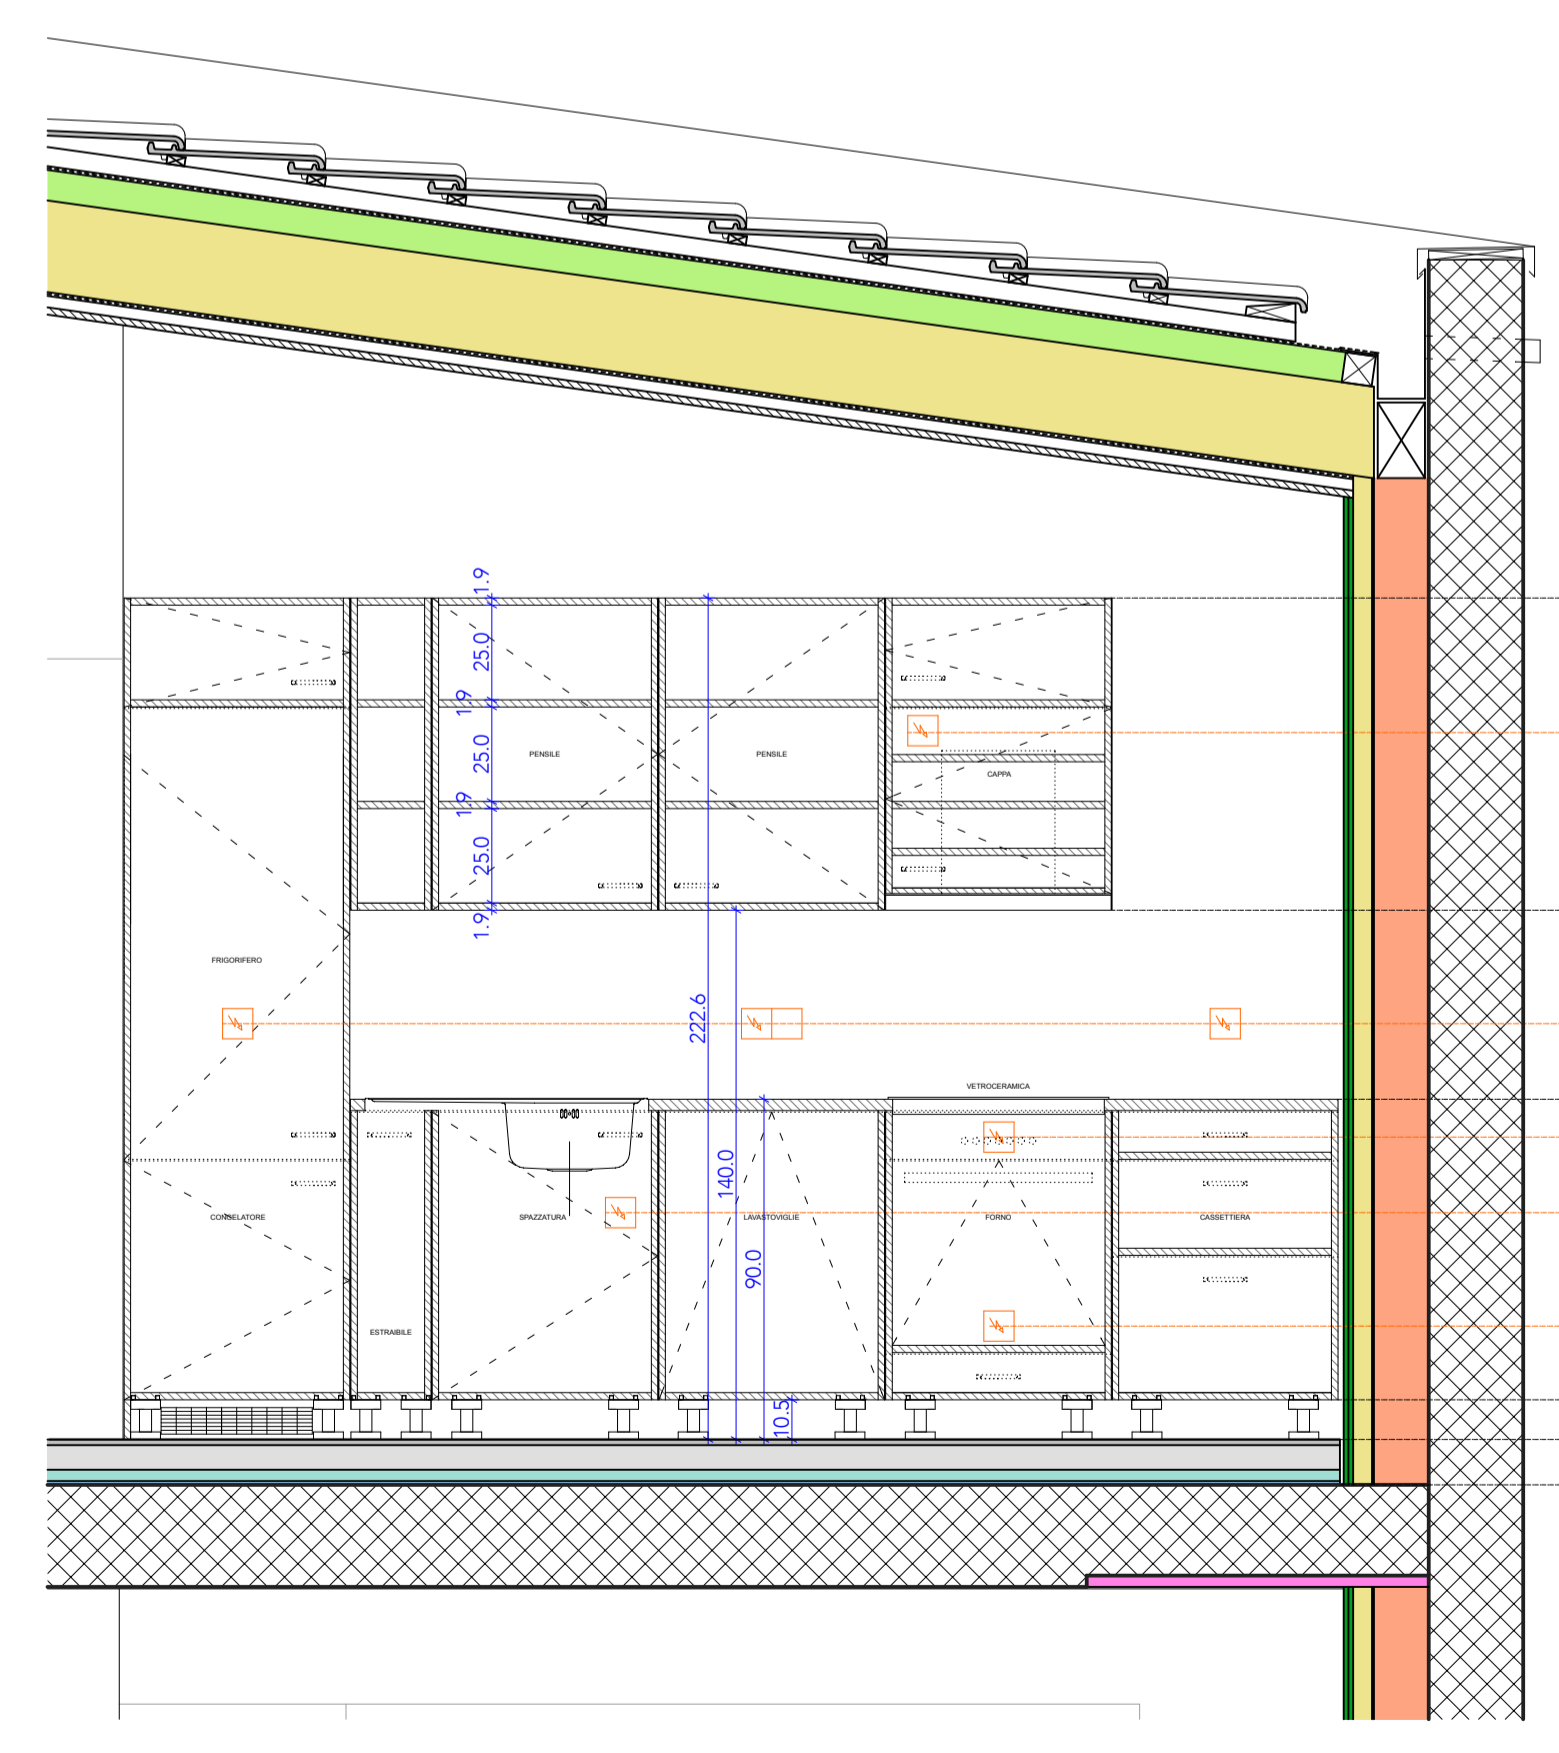 1.9
25.0
1.9
25.0
1.9
25.0
1.9
PENSILE
PENSILE
CAPPA
FRIGORIFERO
222.6
140.0
90.0
10.5
VETROCERAMICA
CONGELATORE
SPAZZATURA
LAVASTOVIGLIE
FORNO
CASSETTIERA
ESTRAIBILE